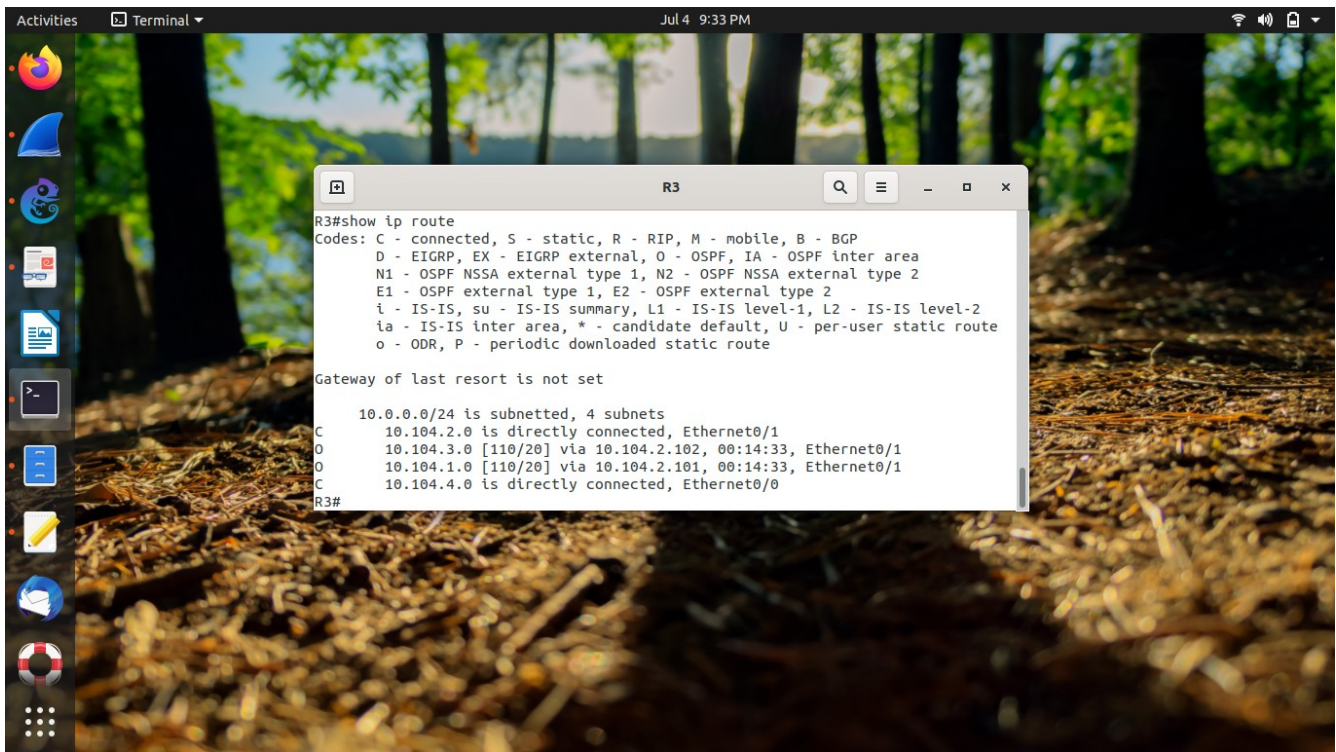 Activities Terminal Jul 4 9:33 PM
R3
R3#show ip route
Codes: C - connected, S - static, R - RIP, M - mobile, B - BGP
D - EIGRP, EX - EIGRP external, O - OSPF, IA - OSPF inter area
N1 - OSPF NSSA external type 1, N2 - OSPF NSSA external type 2
E1 - OSPF external type 1, E2 - OSPF external type 2
i - IS-IS, su - IS-IS summary, L1 - IS-IS level-1, L2 - IS-IS level-2
ia - IS-IS inter area, * - candidate default, U - per-user static route
o - ODR, P - periodic downloaded static route
Gateway of last resort is not set
10.0.0.0/24 is subnetted, 4 subnets
C 10.104.2.0 is directly connected, Ethernet0/1
O 10.104.3.0 [110/20] via 10.104.2.102, 00:14:33, Ethernet0/1
O 10.104.1.0 [110/20] via 10.104.2.101, 00:14:33, Ethernet0/1
C 10.104.4.0 is directly connected, Ethernet0/0
R3#